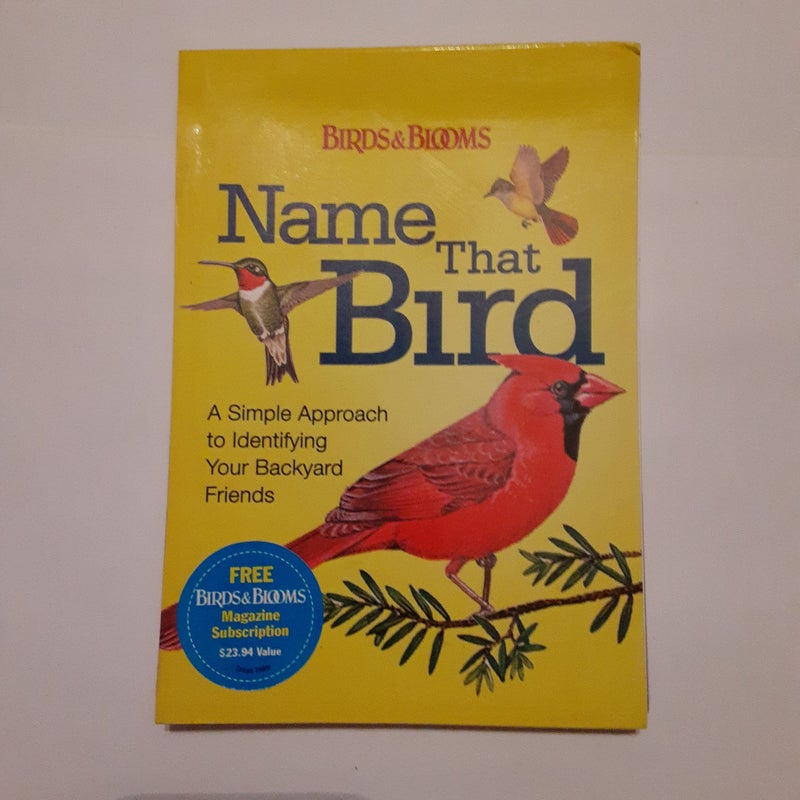 BIRDS & BLOOMS
Name
That
Bird
A Simple Approach
to Identifying
Your Backyard
Friends
FREE
BIRDS & BLOOMS
Magazine
Subscription
$23.94 Value